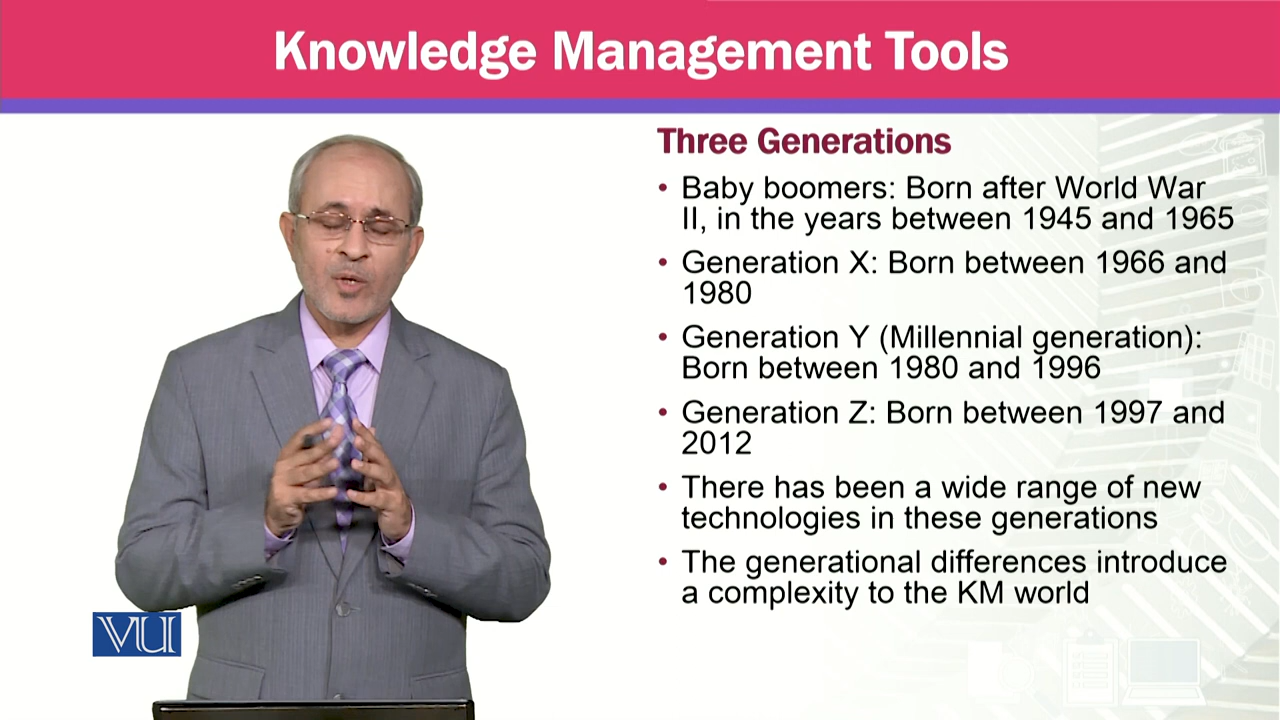 Knowledge Management Tools
Three Generations
• Baby boomers: Born after World War
II, in the years between 1945 and 1965
• Generation X: Born between 1966 and
1980
• Generation Y (Millennial generation):
Born between 1980 and 1996
• Generation Z: Born between 1997 and
2012
• There has been a wide range of new
technologies in these generations
• The generational differences introduce
a complexity to the KM world
VU